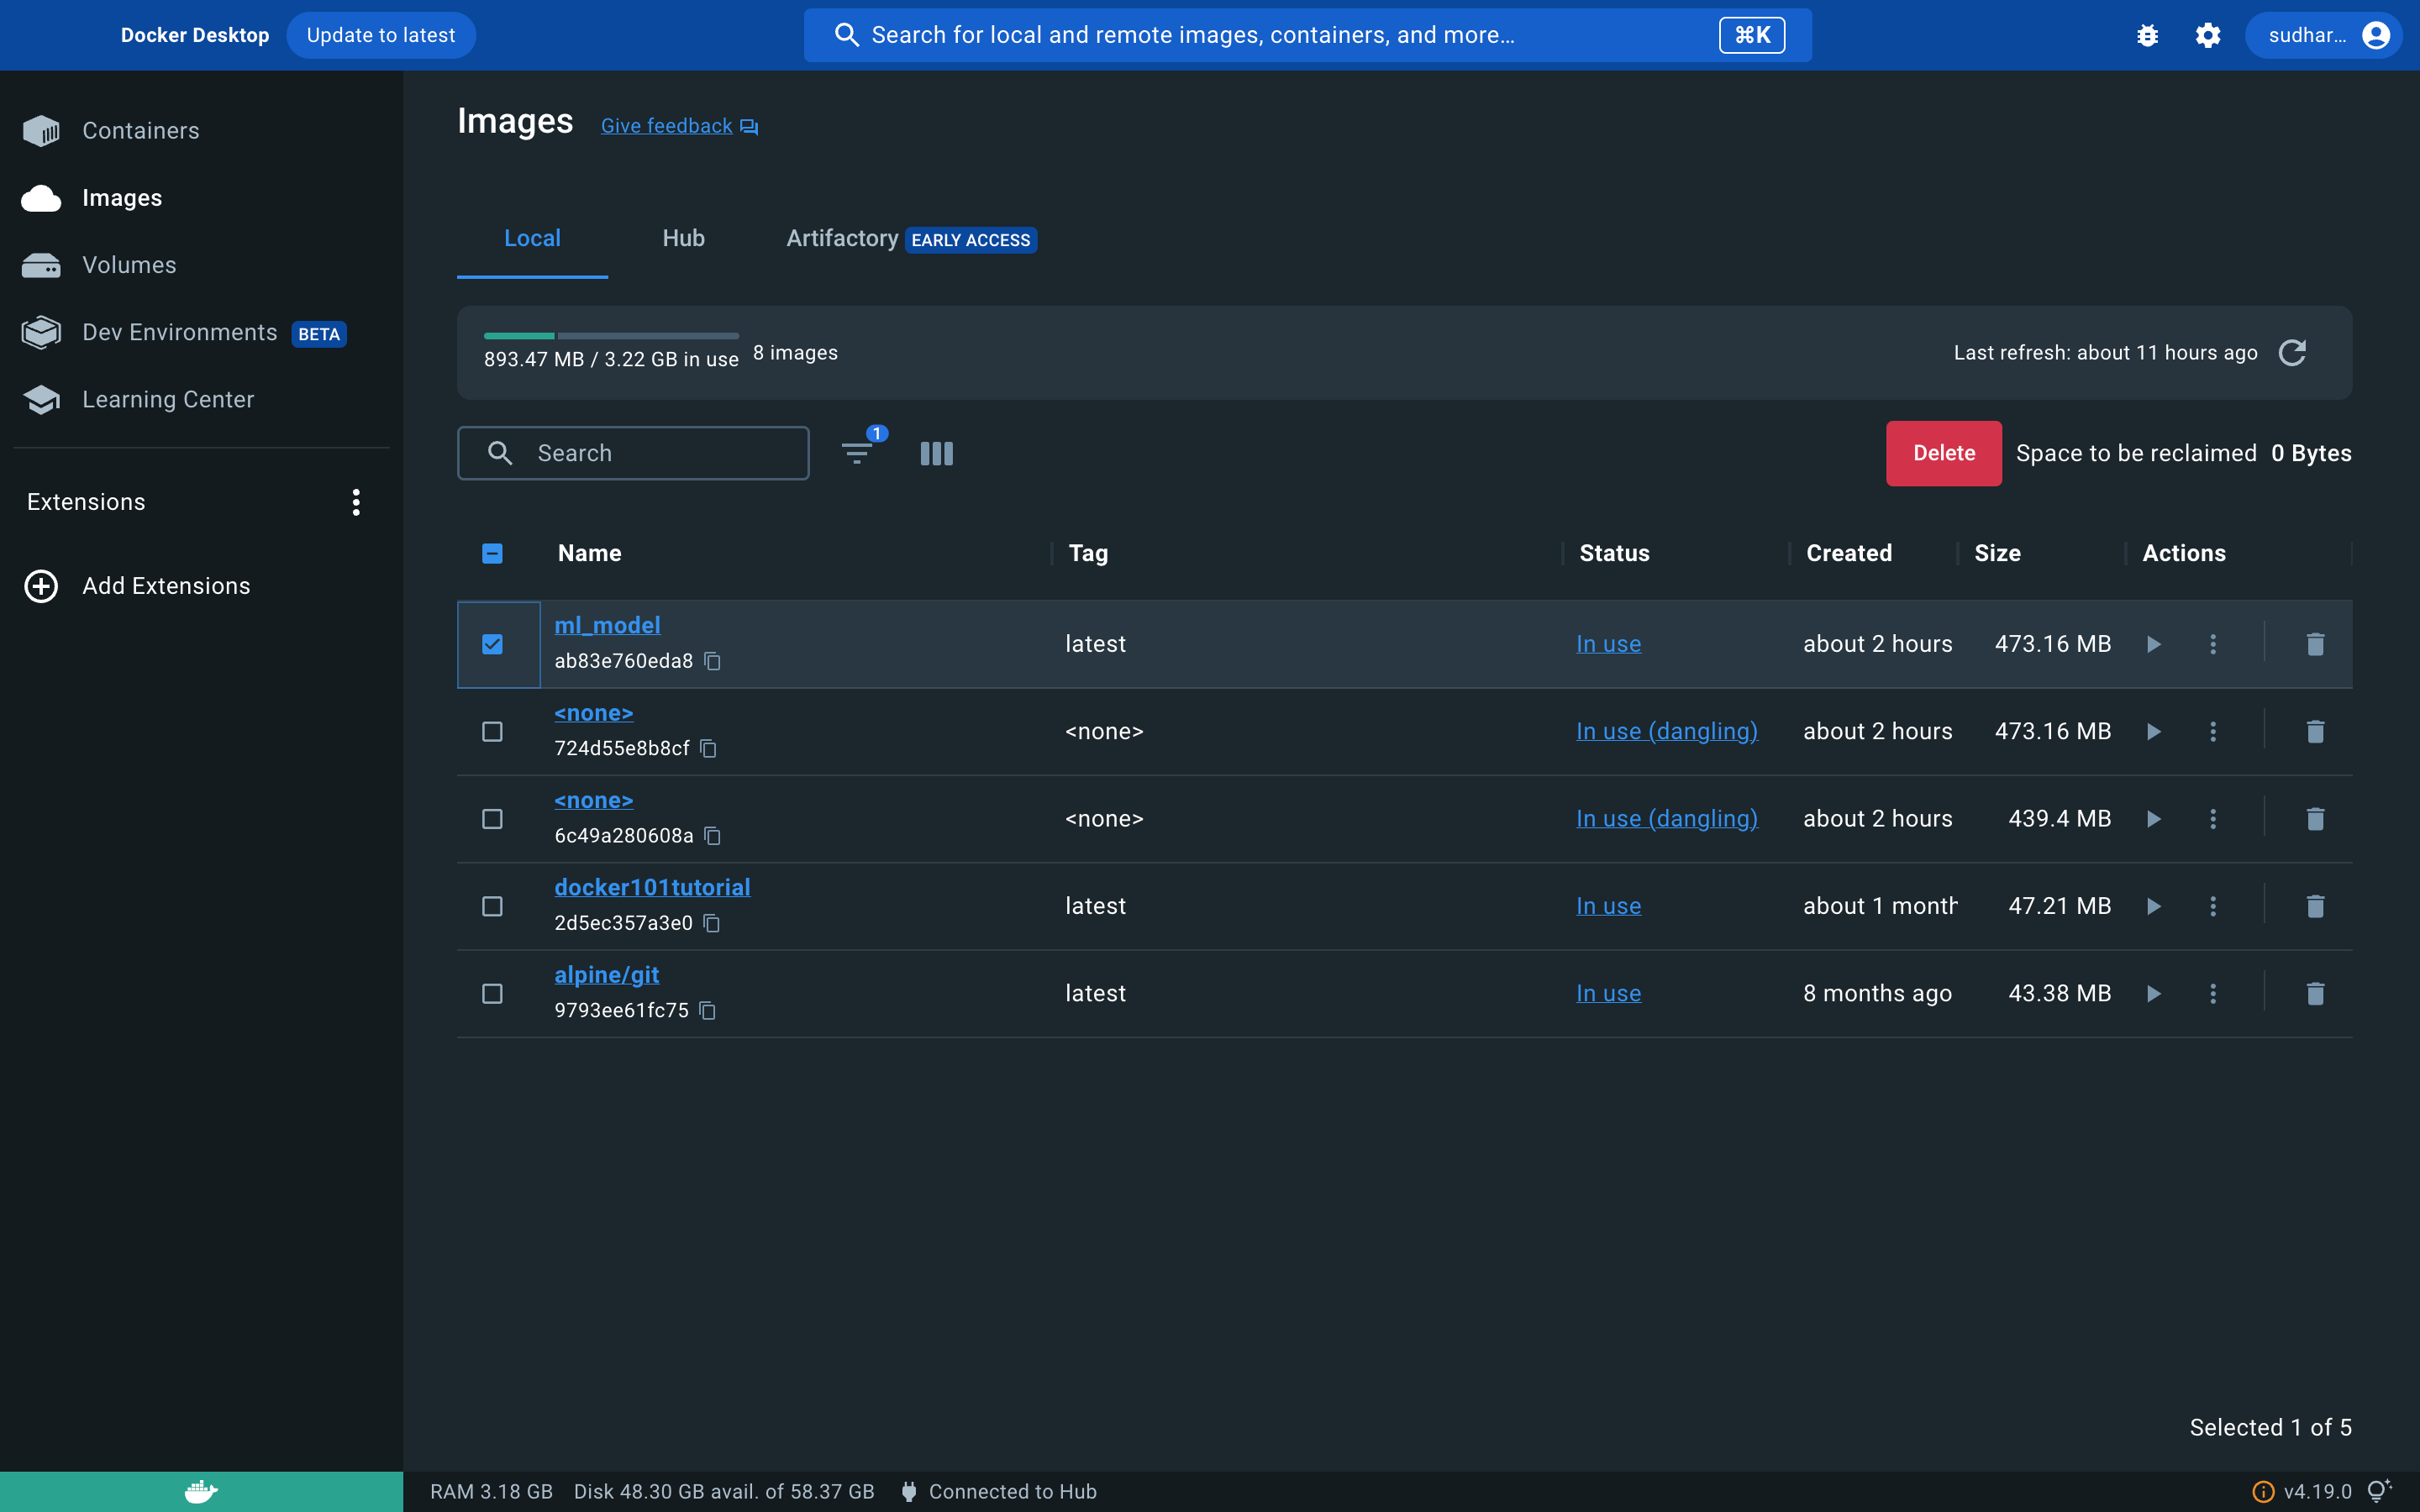 Docker Desktop
Update to latest
Search for local and remote images, containers, and more...
⌘K
sudhar...
Containers
Images
Volumes
Dev Environments BETA
Learning Center
Extensions
Add Extensions
Images
Give feedback
Local
Hub
Artifactory EARLY ACCESS
893.47 MB / 3.22 GB in use
8 images
Last refresh: about 11 hours ago
Search
1
Delete
Space to be reclaimed 0 Bytes
Name Tag Status Created Size Actions
ml_model
ab83e760eda8
latest
In use
about 2 hours
473.16 MB
<none>
724d55e8b8cf
<none>
In use (dangling)
about 2 hours
473.16 MB
<none>
6c49a280608a
<none>
In use (dangling)
about 2 hours
439.4 MB
docker101tutorial
2d5ec357a3e0
latest
In use
about 1 month
47.21 MB
alpine/git
9793ee61fc75
latest
In use
8 months ago
43.38 MB
Selected 1 of 5
RAM 3.18 GB Disk 48.30 GB avail. of 58.37 GB Connected to Hub
v4.19.0